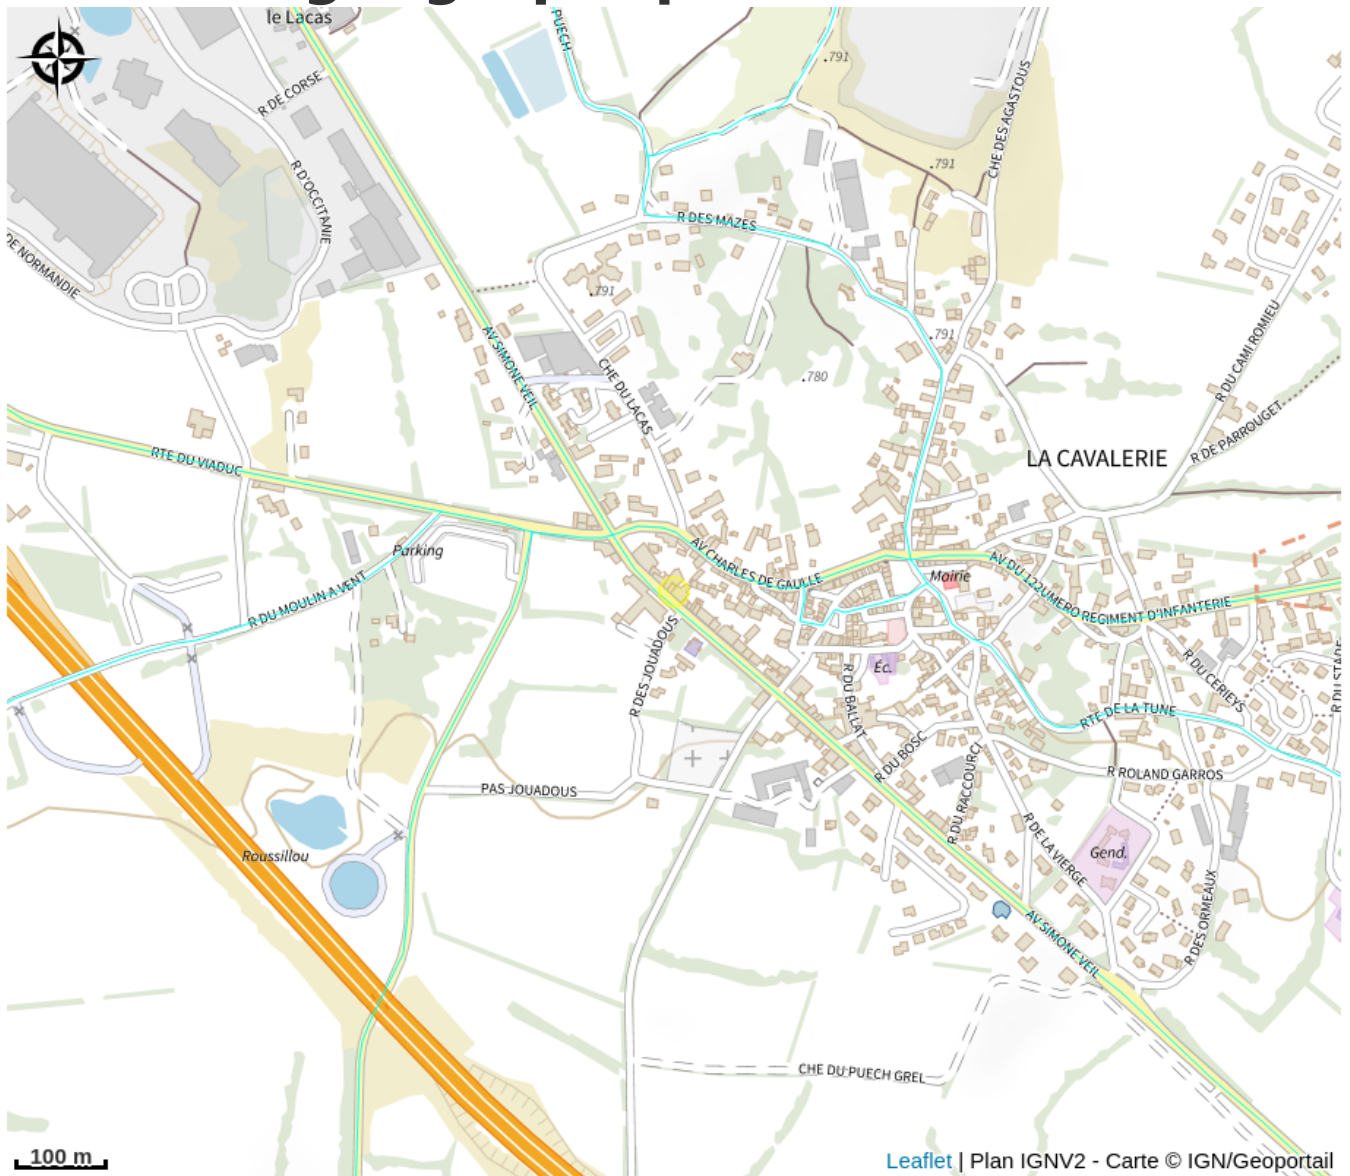 le Lacas
PUECH
.791
R DE CORSE
CHE DES AGASTOUS
.791
R D'OCCITANIE
R DES MAZES
DE NORMANDIE
.791
AV SIMONE VEIL
.791
R DU CAMI ROMIEU
CHE DU LACAS
.780
R DE PARROUGET
LA CAVALERIE
RTE DU VIADUC
Parking
AV CHARLES DE GAULLE
Mairie
AV DU 122UMERO REGIMENT D'INFANTERIE
R DU MOULIN A VENT
R DES JOUADOUS
Éc.
R DU BALLAT
R DU CERIEYS
R DU STADE
RTE DE LA TUNE
R DU BOSC
R ROLAND GARROS
PAS JOUADOUS
R DU RACCOURCI
R DE LA VIERGE
Gend.
Roussillou
R DES ORMEAUX
AV SIMONE VEIL
CHE DU PUECH GREL
100 m
Leaflet | Plan IGNV2 - Carte © IGN/Geoportail